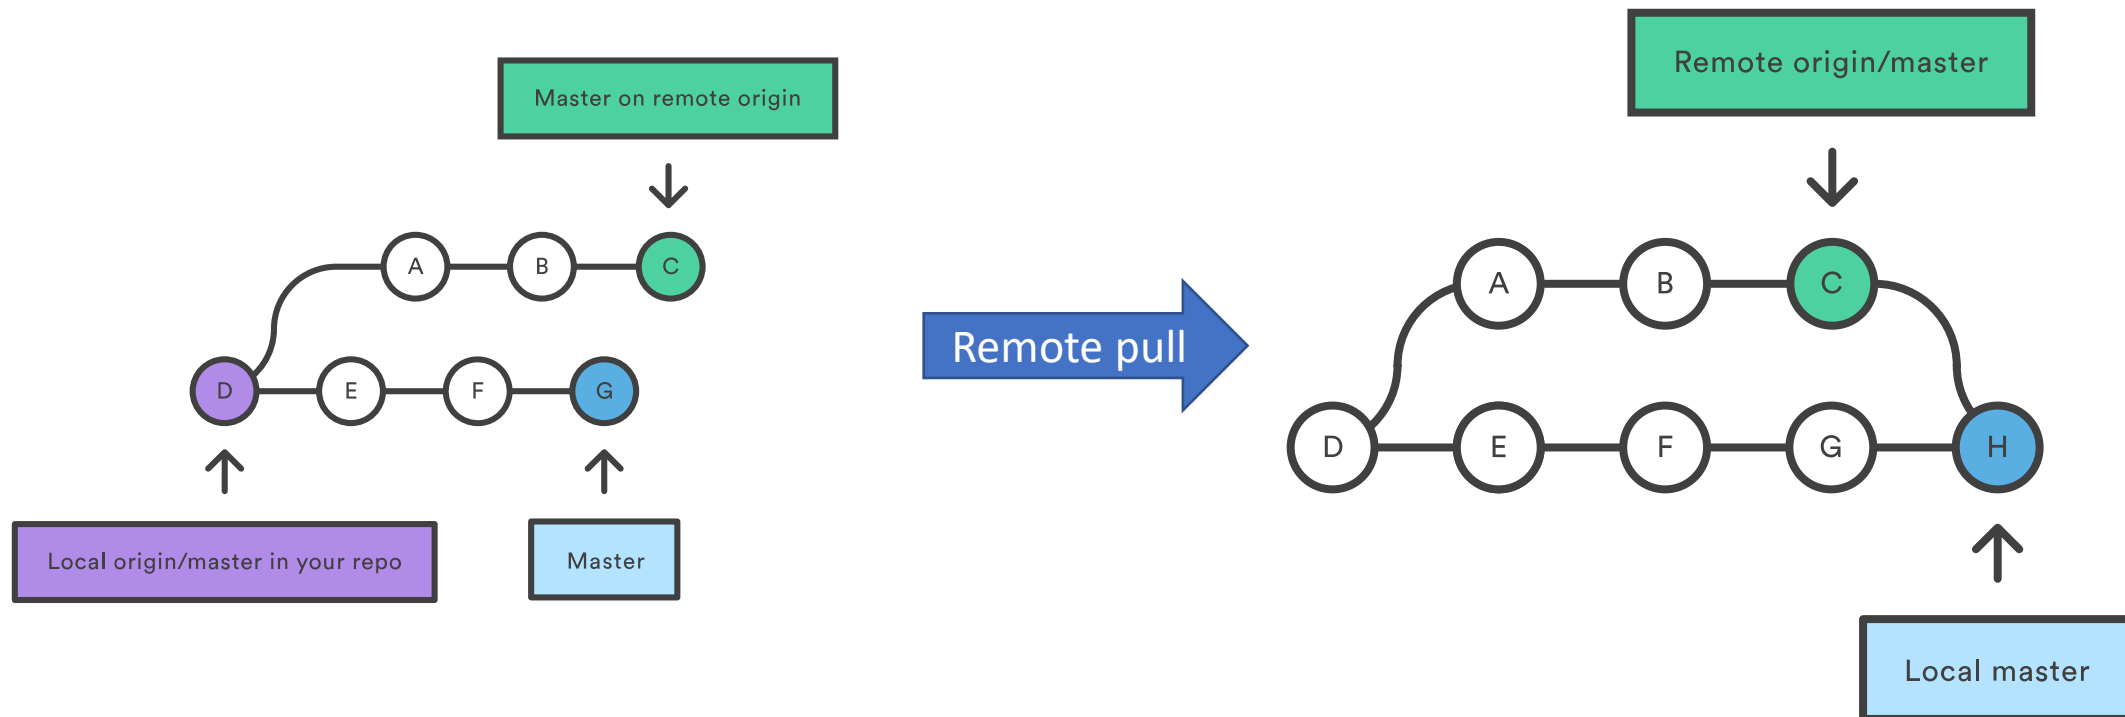 Master on remote origin
A
B
C
D
E
F
G
Local origin/master in your repo
Master
Remote pull
Remote origin/master
A
B
C
D
E
F
G
H
Local master